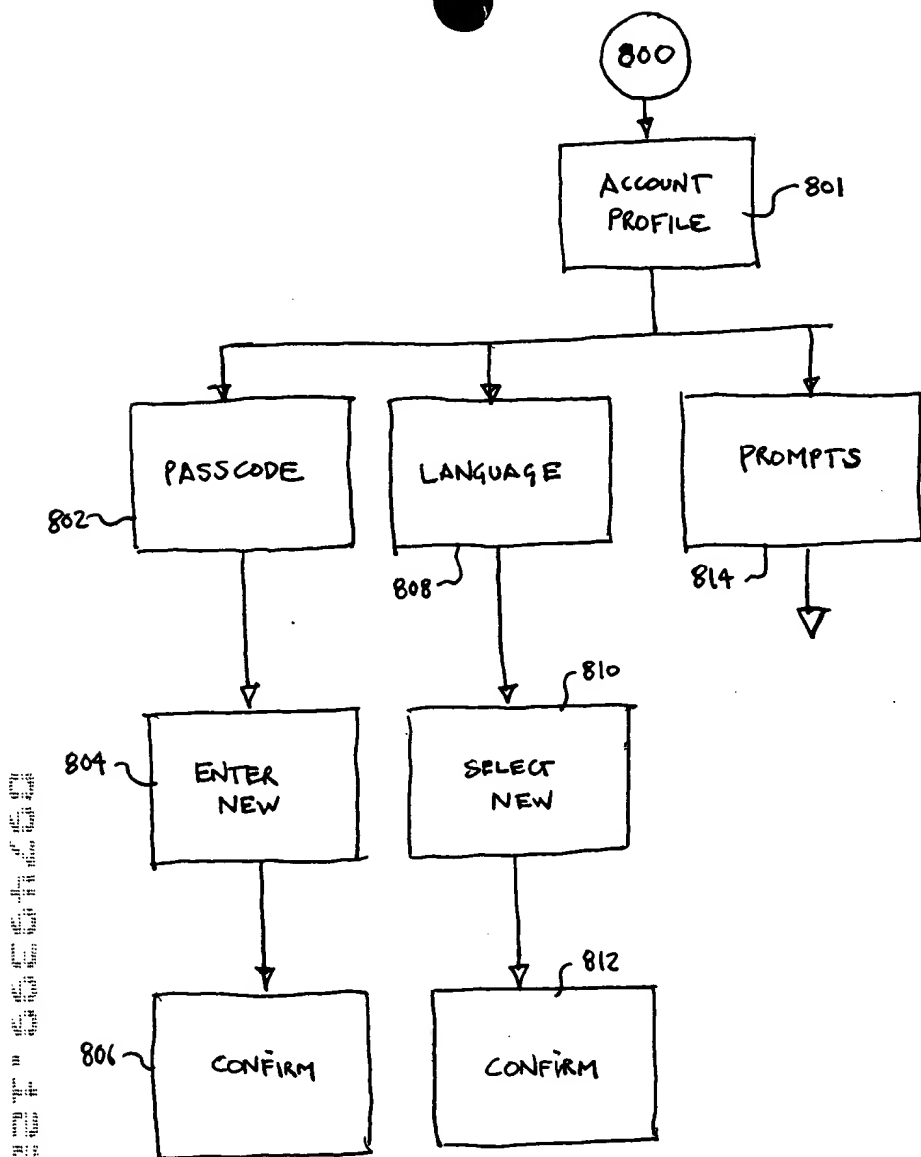 800
ACCOUNT
PROFILE
801
PASSCODE
LANGUAGE
PROMPTS
802
808
814
810
804
ENTER
NEW
SELECT
NEW
812
806
CONFIRM
CONFIRM